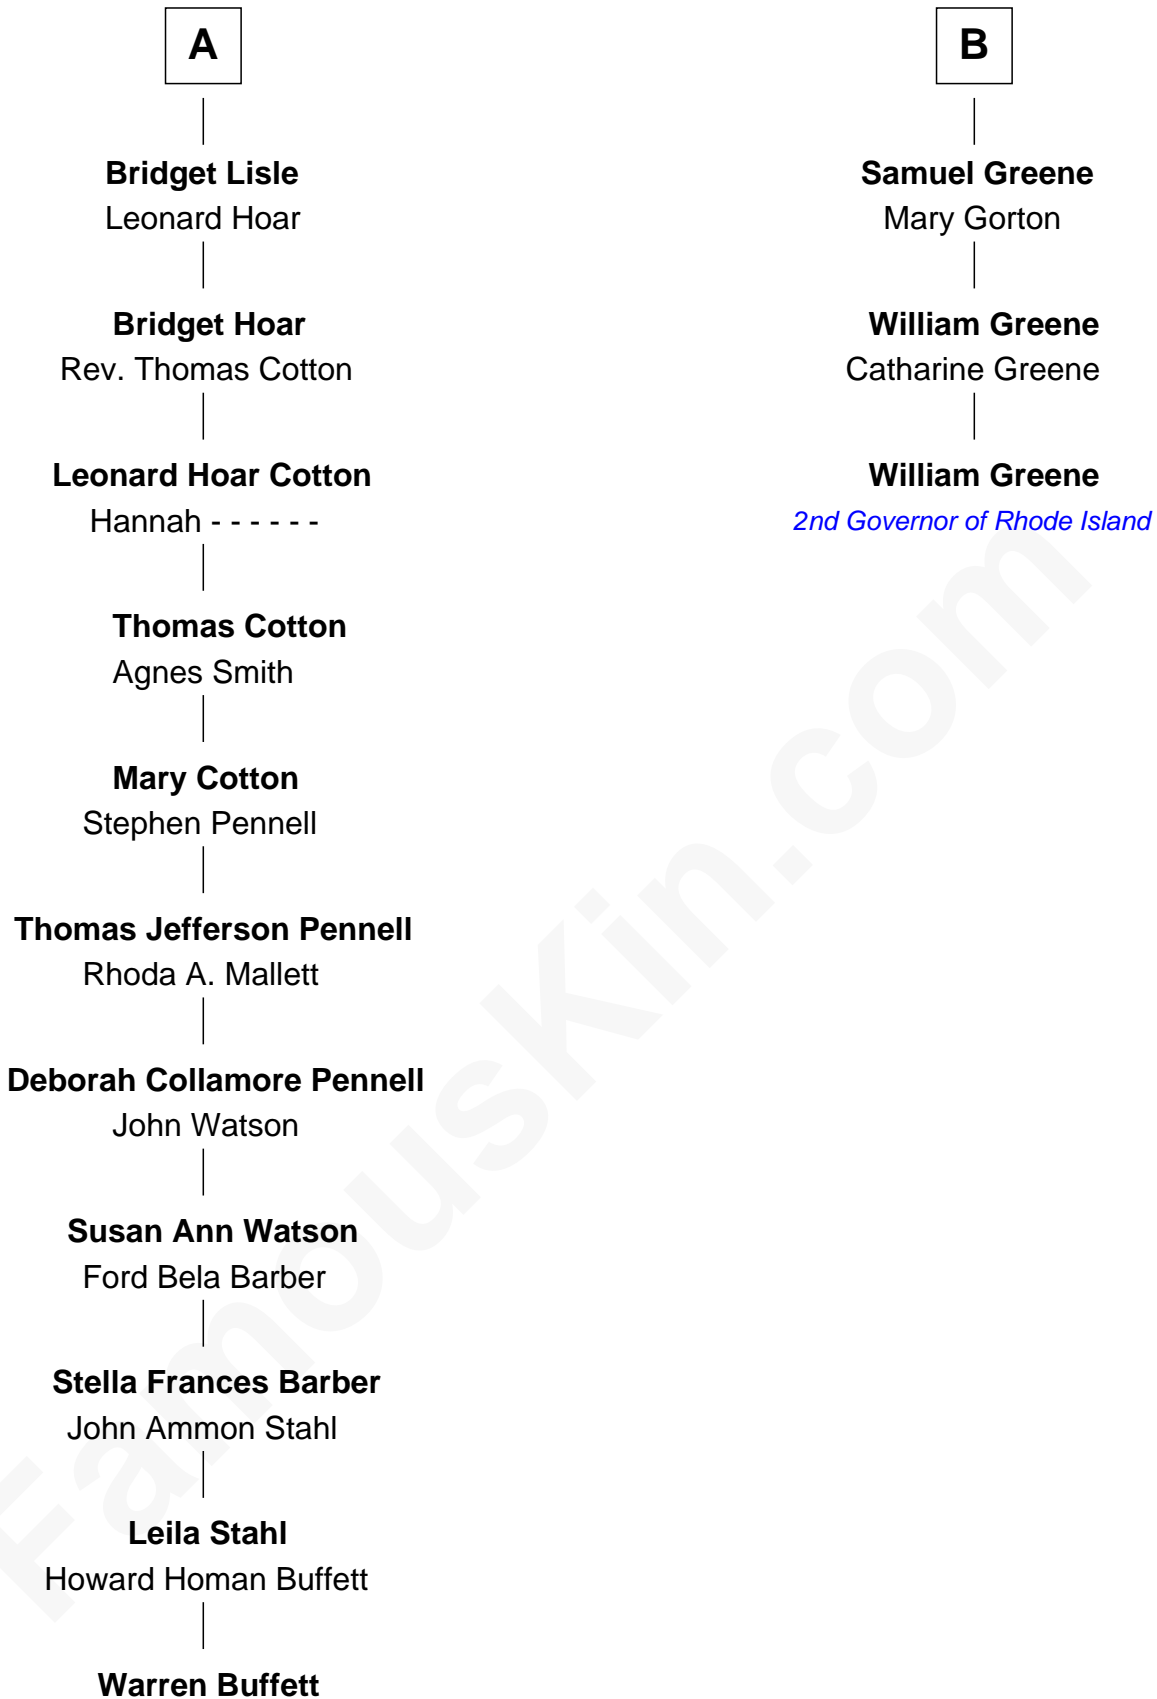 A
Bridget Lisle
Leonard Hoar
Bridget Hoar
Rev. Thomas Cotton
Leonard Hoar Cotton
Hannah - - - - - -
Thomas Cotton
Agnes Smith
Mary Cotton
Stephen Pennell
Thomas Jefferson Pennell
Rhoda A. Mallett
Deborah Collamore Pennell
John Watson
Susan Ann Watson
Ford Bela Barber
Stella Frances Barber
John Ammon Stahl
Leila Stahl
Howard Homan Buffett
Warren Buffett
B
Samuel Greene
Mary Gorton
William Greene
Catharine Greene
William Greene
2nd Governor of Rhode Island
FamousKin.com